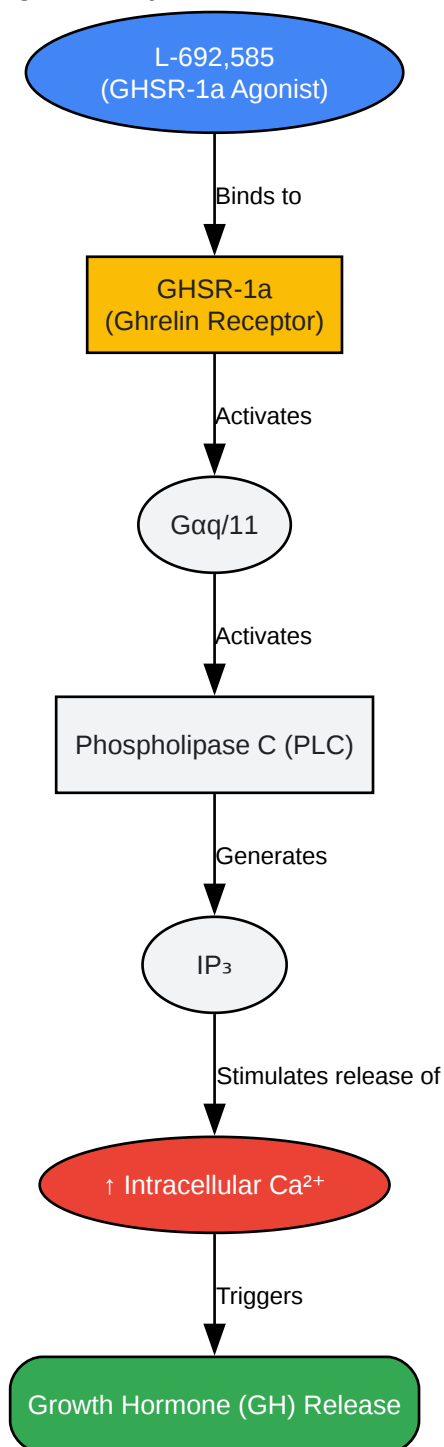 L-692,585
(GHSR-1a Agonist)
Binds to
GHSR-1a
(Ghrelin Receptor)
Activates
Gαq/11
Activates
Phospholipase C (PLC)
Generates
IP₃
Stimulates release of
↑ Intracellular Ca²⁺
Triggers
Growth Hormone (GH) Release